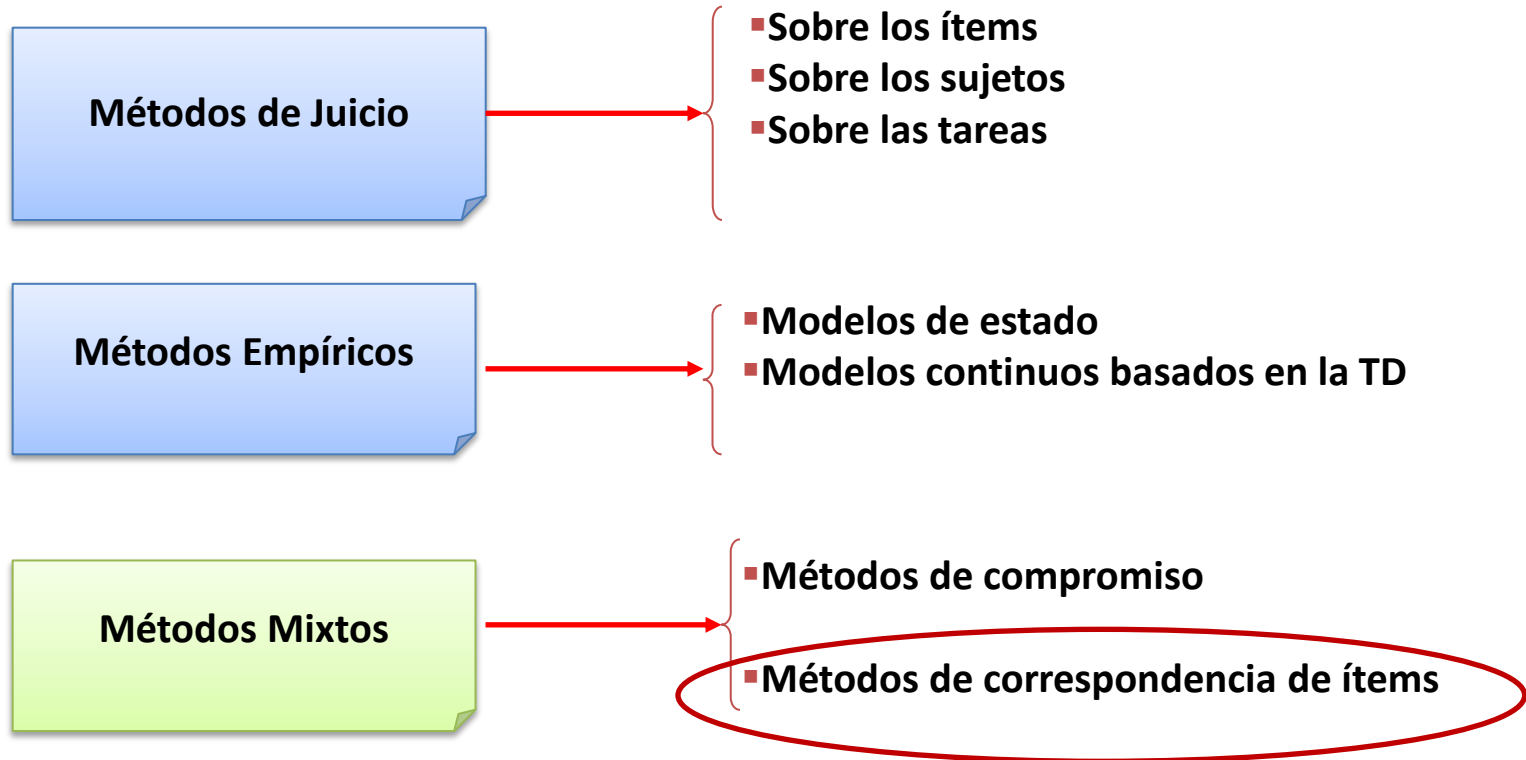 Métodos de Juicio
▪Sobre los ítems
▪Sobre los sujetos
▪Sobre las tareas
Métodos Empíricos
▪Modelos de estado
▪Modelos continuos basados en la TD
Métodos Mixtos
▪Métodos de compromiso
▪Métodos de correspondencia de ítems